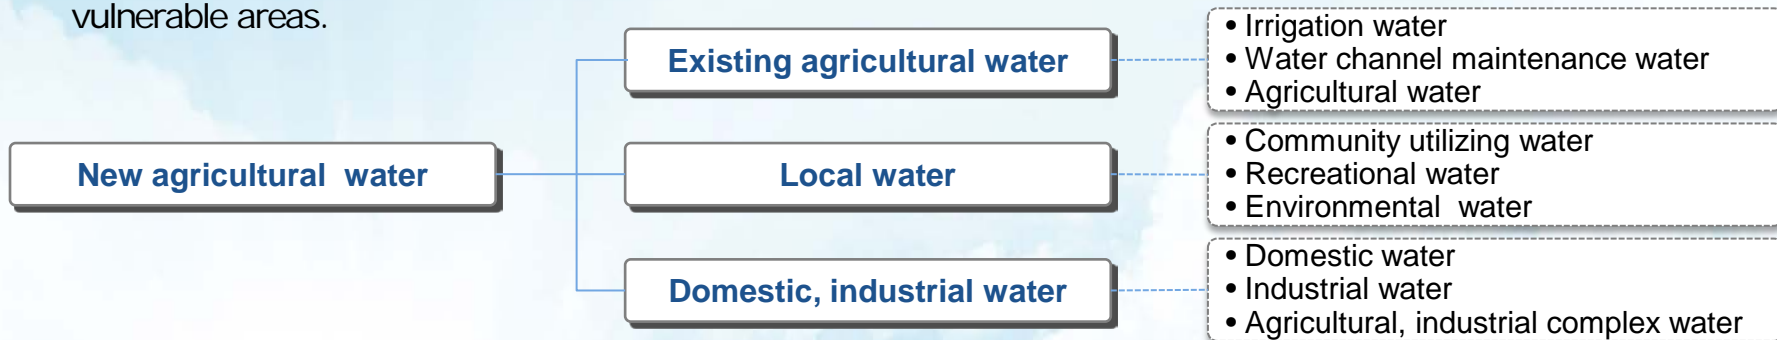 vulnerable areas.
New agricultural  water
Existing agricultural water
• Irrigation water
• Water channel maintenance water
• Agricultural water
Local water
• Community utilizing water
• Recreational water
• Environmental  water
Domestic, industrial water
• Domestic water
• Industrial water
• Agricultural, industrial complex water